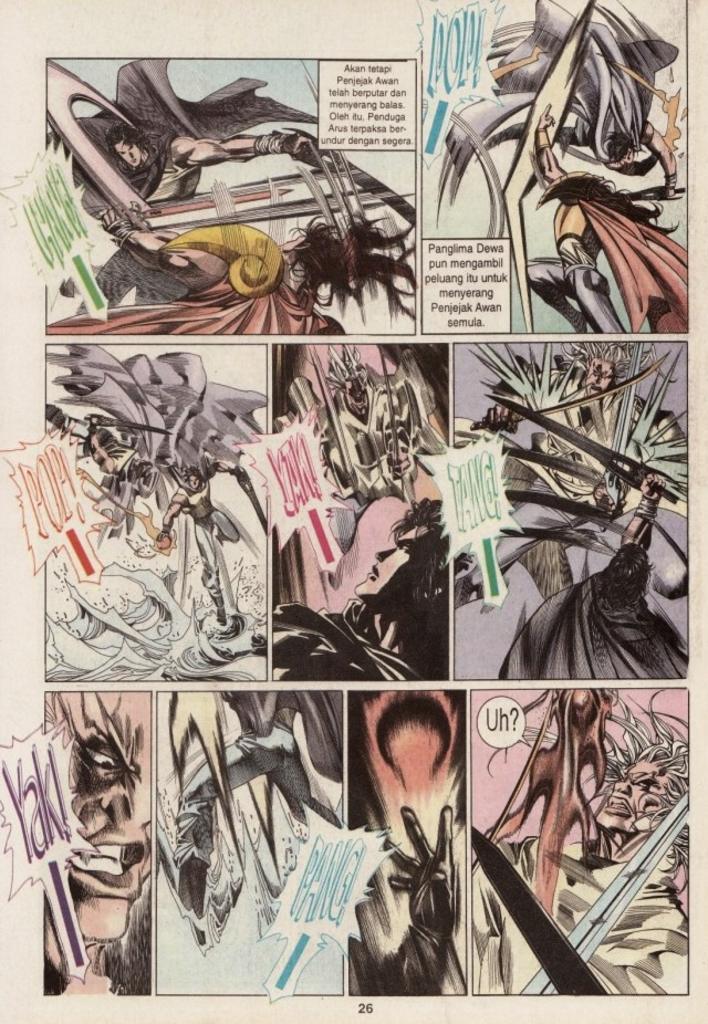 Akan tetapi
Penjejak Awan
telah berputar dan
menyerang balas.
Oleh itu, Penduga
Arus terpaksa ber-
undur dengan segera.
POP!
Panglima Dewa
pun mengambil
peluang itu untuk
menyerang
Penjejak Awan
semula.
POP!
YIAK!
TANG!
YaK!
PANG!
Uh?
26